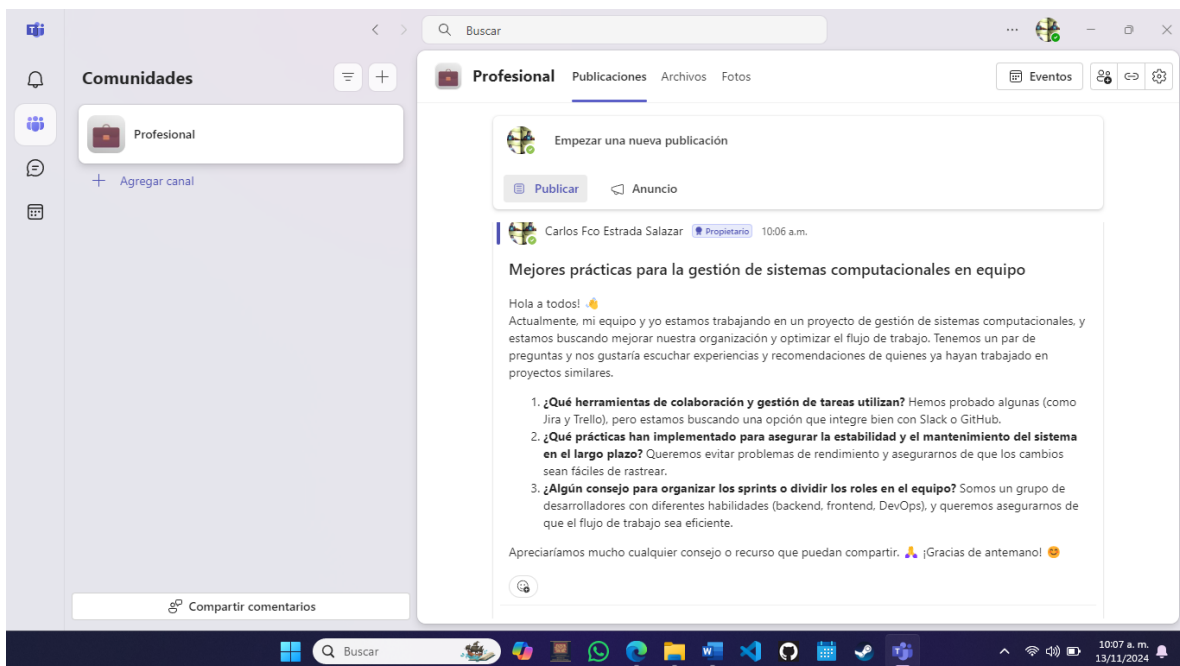 Buscar
Comunidades
Profesional
Agregar canal
Compartir comentarios
Profesional Publicaciones Archivos Fotos Eventos
Empezar una nueva publicación
Publicar Anuncio
Carlos Fco Estrada Salazar Propietario 10:06 a.m.
Mejores prácticas para la gestión de sistemas computacionales en equipo
Hola a todos! 👋
Actualmente, mi equipo y yo estamos trabajando en un proyecto de gestión de sistemas computacionales, y
estamos buscando mejorar nuestra organización y optimizar el flujo de trabajo. Tenemos un par de
preguntas y nos gustaría escuchar experiencias y recomendaciones de quienes ya hayan trabajado en
proyectos similares.
1. ¿Qué herramientas de colaboración y gestión de tareas utilizan? Hemos probado algunas (como
Jira y Trello), pero estamos buscando una opción que integre bien con Slack o GitHub.
2. ¿Qué prácticas han implementado para asegurar la estabilidad y el mantenimiento del sistema
en el largo plazo? Queremos evitar problemas de rendimiento y asegurarnos de que los cambios
sean fáciles de rastrear.
3. ¿Algún consejo para organizar los sprints o dividir los roles en el equipo? Somos un grupo de
desarrolladores con diferentes habilidades (backend, frontend, DevOps), y queremos asegurarnos de
que el flujo de trabajo sea eficiente.
Apreciaríamos mucho cualquier consejo o recurso que puedan compartir. 🙏 ¡Gracias de antemano! 😊
Buscar
10:07 a. m.
13/11/2024